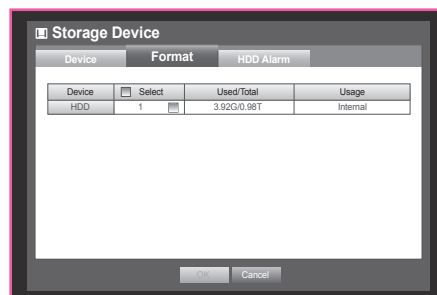 Storage Device
Device Format HDD Alarm
Device Select Used/Total Usage
HDD 1 3.92G/0.98T Internal
OK Cancel